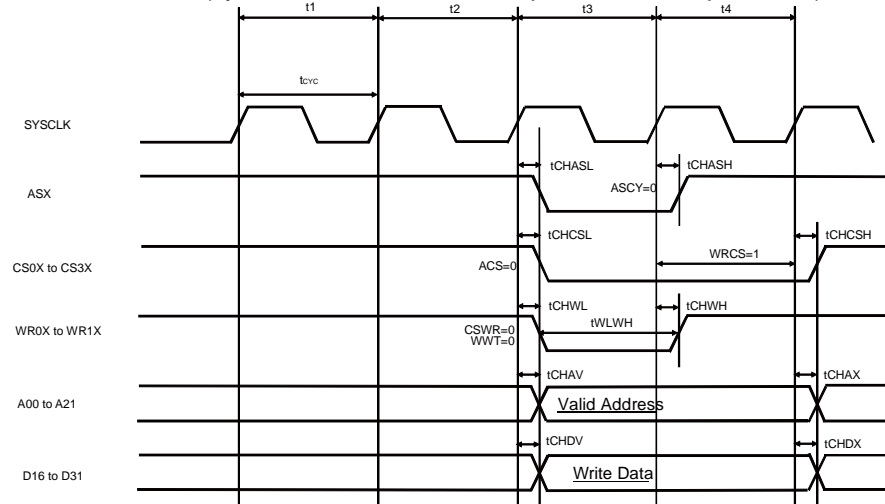 t1 t2 t3 t4
tCYC
SYSCLK
tCHASL tCHASH
ASCY=0
ASX
tCHCSL tCHCSH
WRCS=1
ACS=0
CS0X to CS3X
tCHWL tCHWH
tWLWH
CSWR=0
WWT=0
WR0X to WR1X
tCHAV tCHAX
A00 to A21 Valid Address
tCHDV tCHDX
D16 to D31 Write Data